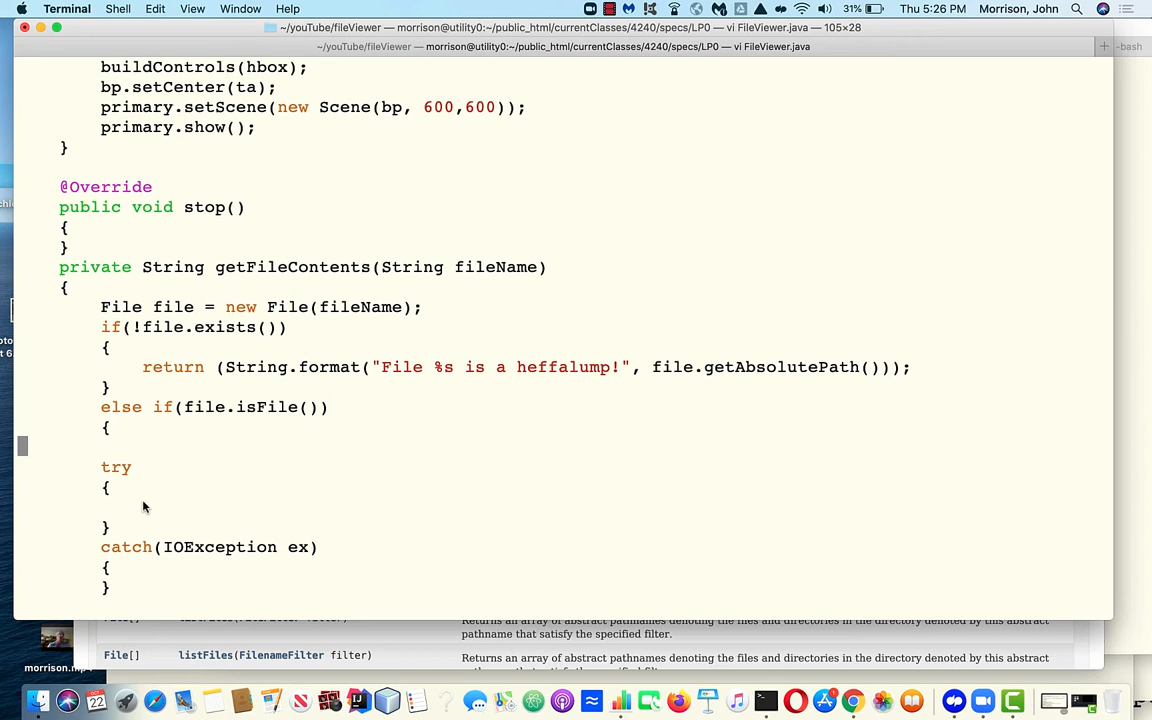 Terminal Shell Edit View Window Help 31% Thu 5:26 PM Morrison, John
~/youTube/fileViewer — morrison@utility0:~/public_html/currentClasses/4240/specs/LP0 — vi FileViewer.java — 105×28
~/youTube/fileViewer — morrison@utility0:~/public_html/currentClasses/4240/specs/LP0 — vi FileViewer.java
-bash
buildControls(hbox);
bp.setCenter(ta);
primary.setScene(new Scene(bp, 600,600));
primary.show();
}
@Override
public void stop()
{
}
private String getFileContents(String fileName)
{
File file = new File(fileName);
if(!file.exists())
{
return (String.format("File %s is a heffalump!", file.getAbsolutePath()));
}
else if(file.isFile())
{
try
{
}
catch(IOException ex)
{
}
Returns an array of abstract pathnames denoting the files and directories in the directory denoted by this abstract
pathname that satisfy the specified filter.
File[] listFiles(FilenameFilter filter) Returns an array of abstract pathnames denoting the files and directories in the directory denoted by this abstract
morrison.mp4
22